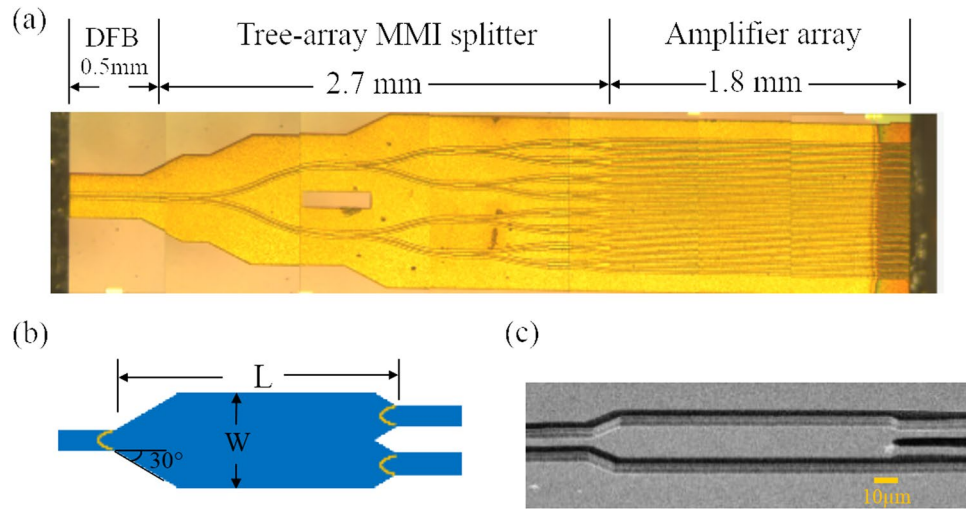 (a)
DFB
0.5mm
Tree-array MMI splitter
2.7 mm
Amplifier array
1.8 mm
(b)
L
W
30°
(c)
10μm